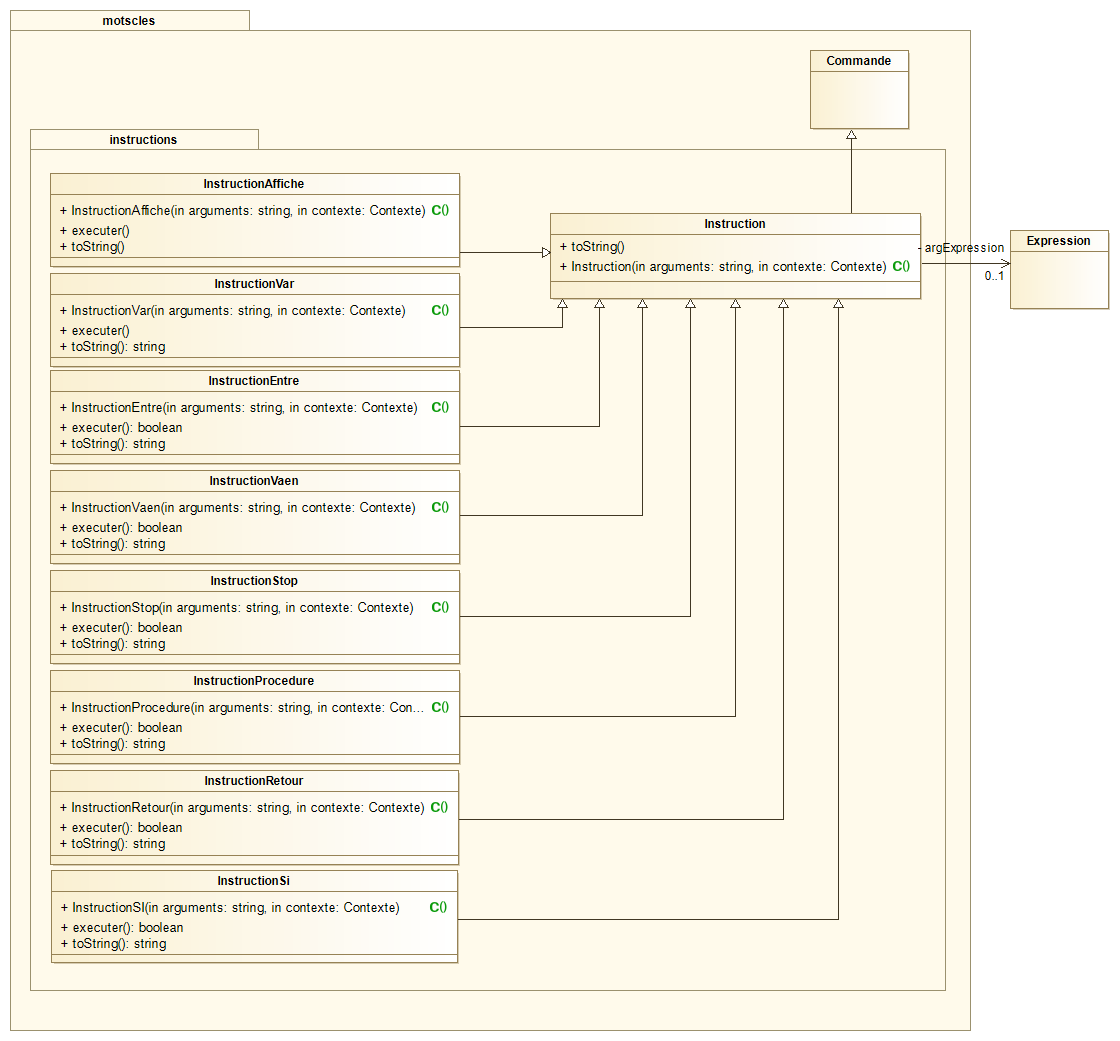 motscles
Commande
instructions
InstructionAffiche
+ InstructionAffiche(in arguments: string, in contexte: Contexte) C()
+ executer()
+ toString()
Instruction
+ toString()
+ Instruction(in arguments: string, in contexte: Contexte) C()
- argExpression
0..1
Expression
InstructionVar
+ InstructionVar(in arguments: string, in contexte: Contexte) C()
+ executer()
+ toString(): string
InstructionEntre
+ InstructionEntre(in arguments: string, in contexte: Contexte) C()
+ executer(): boolean
+ toString(): string
InstructionVaen
+ InstructionVaen(in arguments: string, in contexte: Contexte) C()
+ executer(): boolean
+ toString(): string
InstructionStop
+ InstructionStop(in arguments: string, in contexte: Contexte) C()
+ executer(): boolean
+ toString(): string
InstructionProcedure
+ InstructionProcedure(in arguments: string, in contexte: Con... C()
+ executer(): boolean
+ toString(): string
InstructionRetour
+ InstructionRetour(in arguments: string, in contexte: Contexte) C()
+ executer(): boolean
+ toString(): string
InstructionSi
+ InstructionSI(in arguments: string, in contexte: Contexte) C()
+ executer(): boolean
+ toString(): string